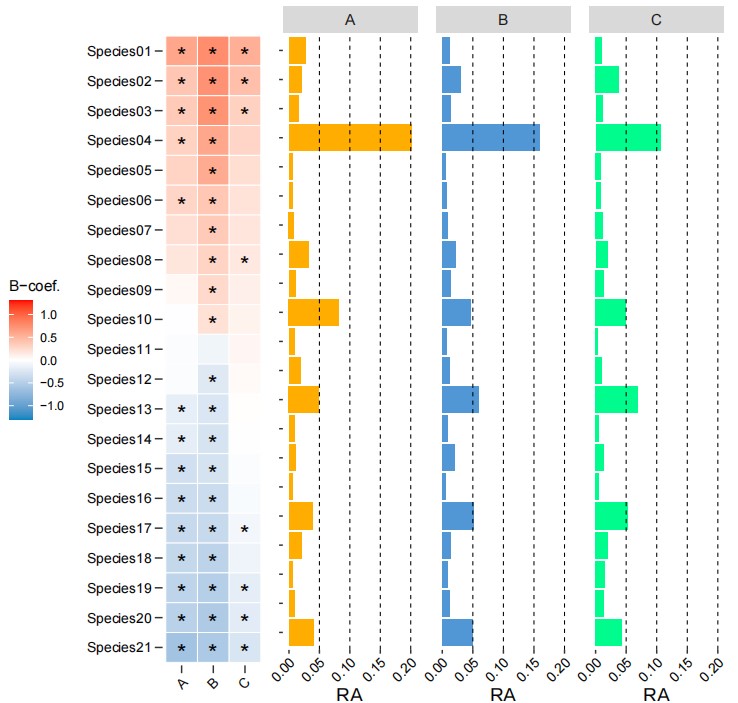 A B C
Species01 * * *
Species02 * * *
Species03 * * *
Species04 * *
Species05 *
Species06 * *
Species07 *
Species08 * *
Species09 *
Species10 *
Species11
Species12 *
Species13 * *
Species14 * *
Species15 * *
Species16 * *
Species17 * * *
Species18 * *
Species19 * * *
Species20 * * *
Species21 * * *
B−coef.
1.0
0.5
0.0
−0.5
−1.0
A B C
0.00 0.05 0.10 0.15 0.20 0.00 0.05 0.10 0.15 0.20 0.00 0.05 0.10 0.15 0.20
RA RA RA